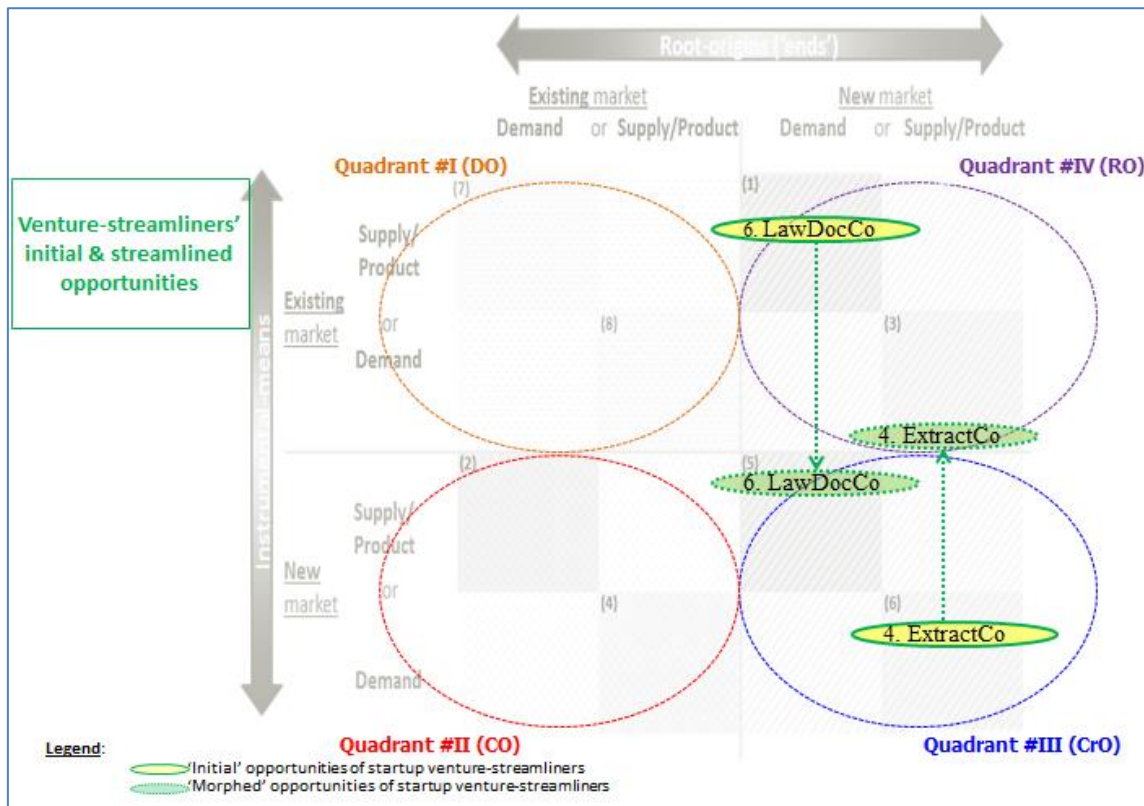 Root-origins ('ends')
Existing market
New market
Demand or Supply/Product
Demand or Supply/Product
Quadrant #I (DO)
Quadrant #IV (RO)
Venture-streamliners'
initial & streamlined
opportunities
Instrumental-means
(7)
(1)
Supply/
Product
6. LawDocCo
Existing
market
or
(8)
(3)
Demand
4. ExtractCo
(2)
(5)
6. LawDocCo
Supply/
Product
New
market
or
(4)
(6)
4. ExtractCo
Demand
Quadrant #II (CO)
Quadrant #III (CrO)
Legend:
'Initial' opportunities of startup venture-streamliners
'Morphed' opportunities of startup venture-streamliners